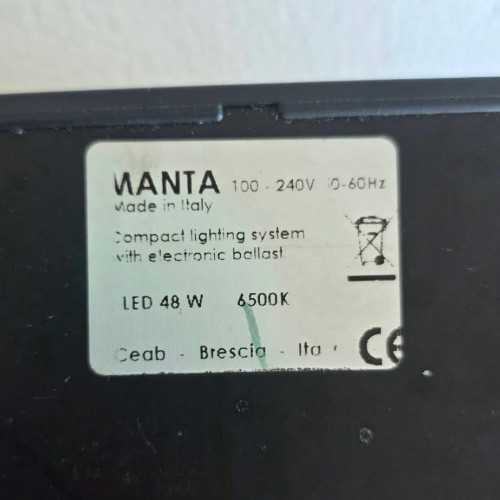 MANTA 100 - 240V 0-60Hz
Made in Italy
Compact lighting system
with electronic ballast
LED 48 W 6500K
Ceab - Brescia - Ita
CE